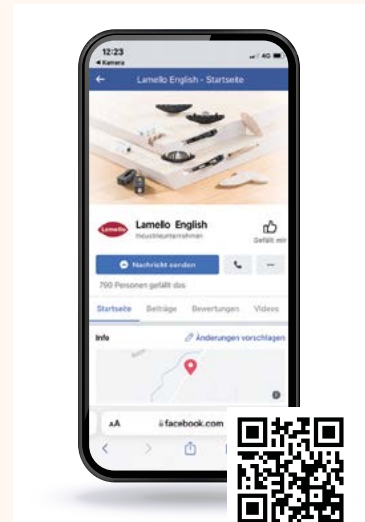 12:23
4G
Kamera
Lamello English - Startseite
Lamello
Lamello English
Industrieunternehmen
Gefällt mir
Nachricht senden
790 Personen gefällt das
Startseite Beiträge Bewertungen Videos
Info
Änderungen vorschlagen
AA
facebook.com